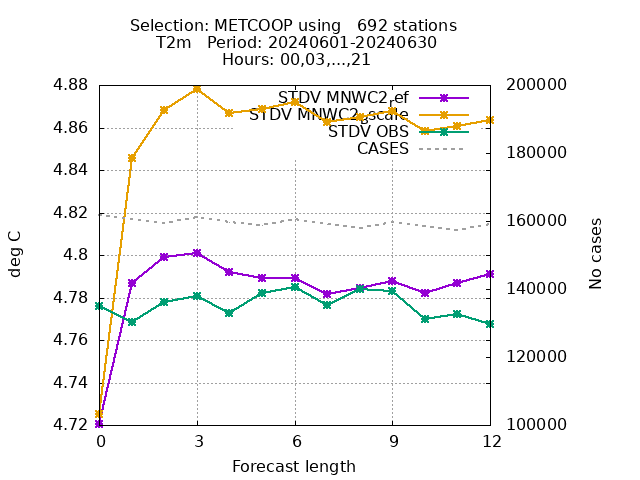 Selection: METCOOP using   692 stations
T2m   Period: 20240601-20240630
Hours: 00,03,...,21
STDV MNWC2ref
STDV MNWC2gscale
STDV OBS
CASES
4.88
4.86
4.84
4.82
4.8
4.78
4.76
4.74
4.72
200000
180000
160000
140000
120000
100000
0 3 6 9 12
deg C
No cases
Forecast length